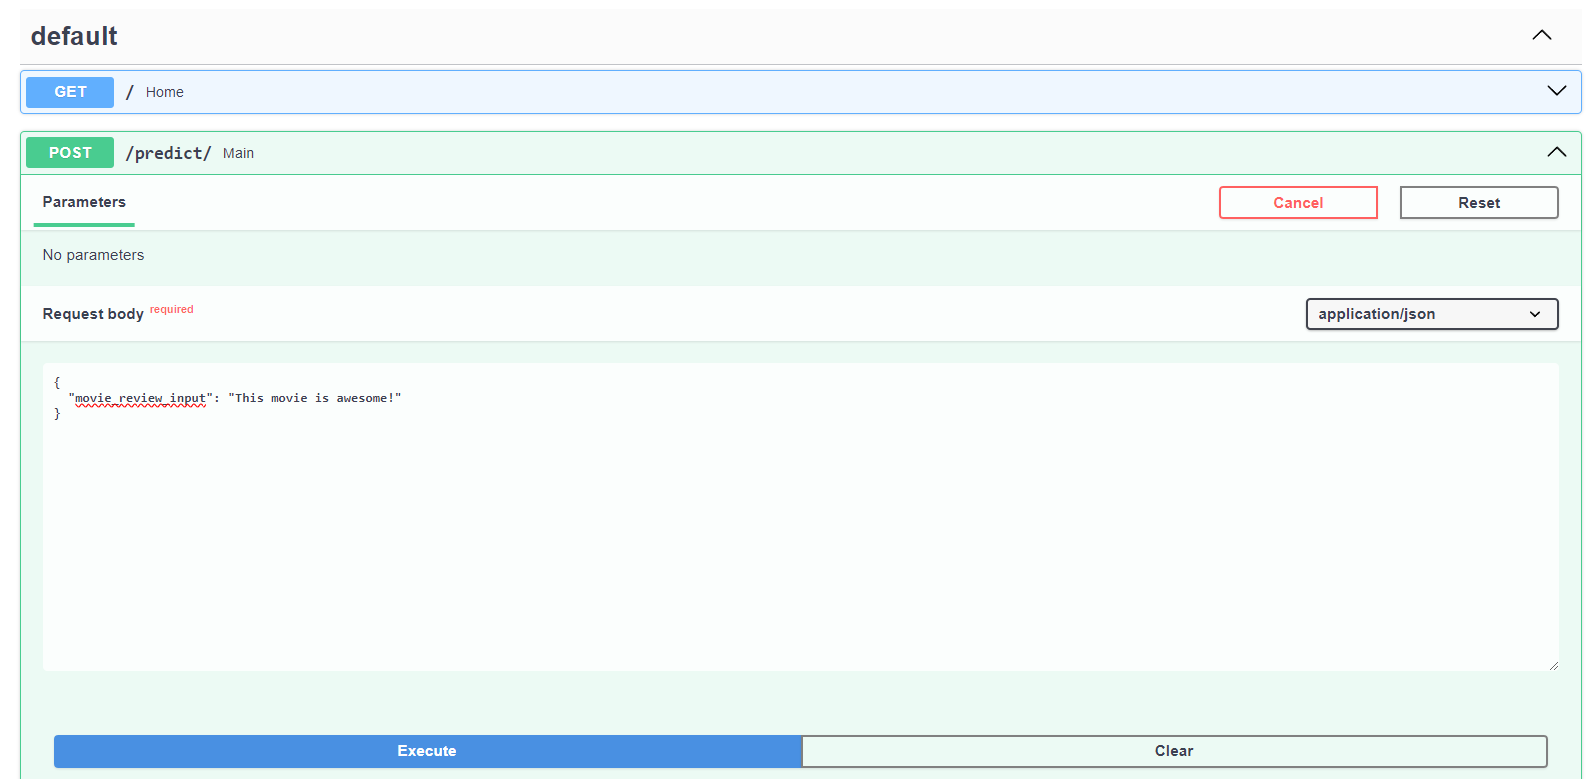 default
GET / Home
POST /predict/ Main
Parameters Cancel Reset
No parameters
Request body required application/json
{
"movie_review_input": "This movie is awesome!"
}
Execute Clear